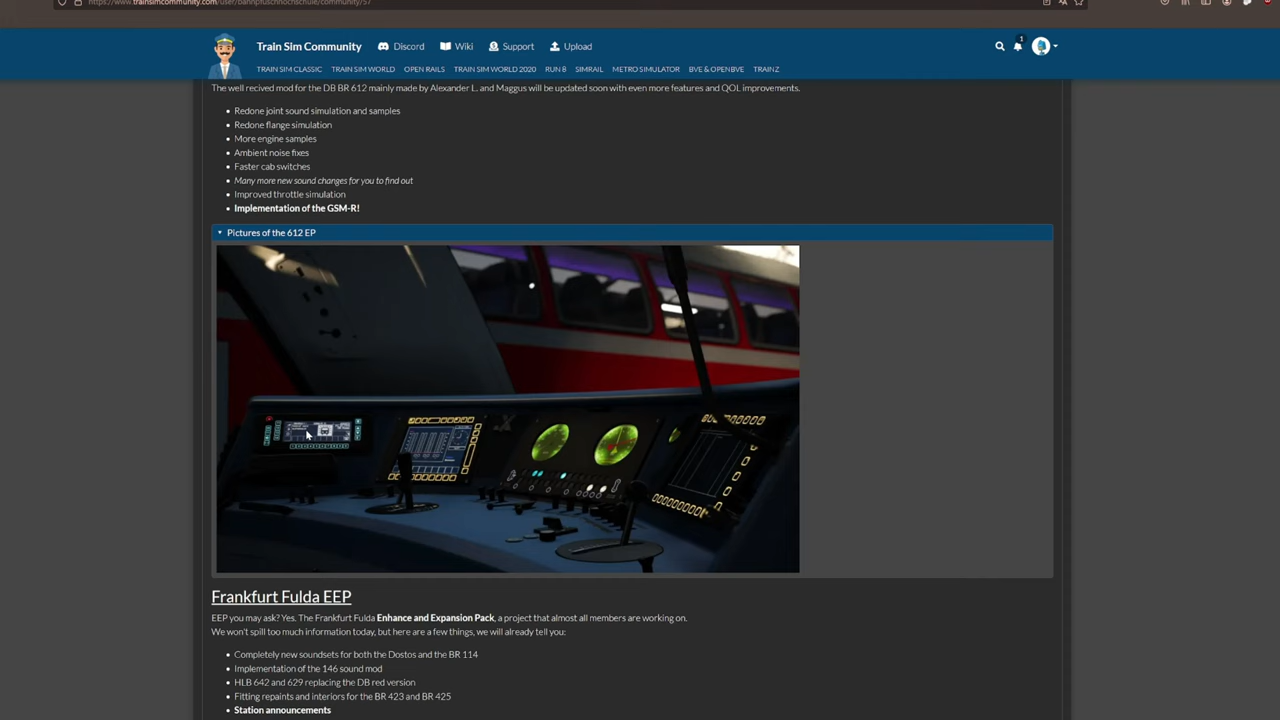 https://www.trainsimcommunity.com/user/bahnpfuschhochschule/community/57
1
Train Sim Community
Discord
Wiki
Support
Upload
TRAIN SIM CLASSIC
TRAIN SIM WORLD
OPEN RAILS
TRAIN SIM WORLD 2020
RUN 8
SIMRAIL
METRO SIMULATOR
BVE & OPENBVE
TRAINZ
The well recived mod for the DB BR 612 mainly made by Alexander L. and Maggus will be updated soon with even more features and QOL improvements.
Redone joint sound simulation and samples
Redone flange simulation
More engine samples
Ambient noise fixes
Faster cab switches
Many more new sound changes for you to find out
Improved throttle simulation
Implementation of the GSM-R!
Pictures of the 612 EP
Frankfurt Fulda EEP
EEP you may ask? Yes. The Frankfurt Fulda Enhance and Expansion Pack, a project that almost all members are working on.
We won't spill too much information today, but here are a few things, we will already tell you:
Completely new soundsets for both the Dostos and the BR 114
Implementation of the 146 sound mod
HLB 642 and 629 replacing the DB red version
Fitting repaints and interiors for the BR 423 and BR 425
Station announcements